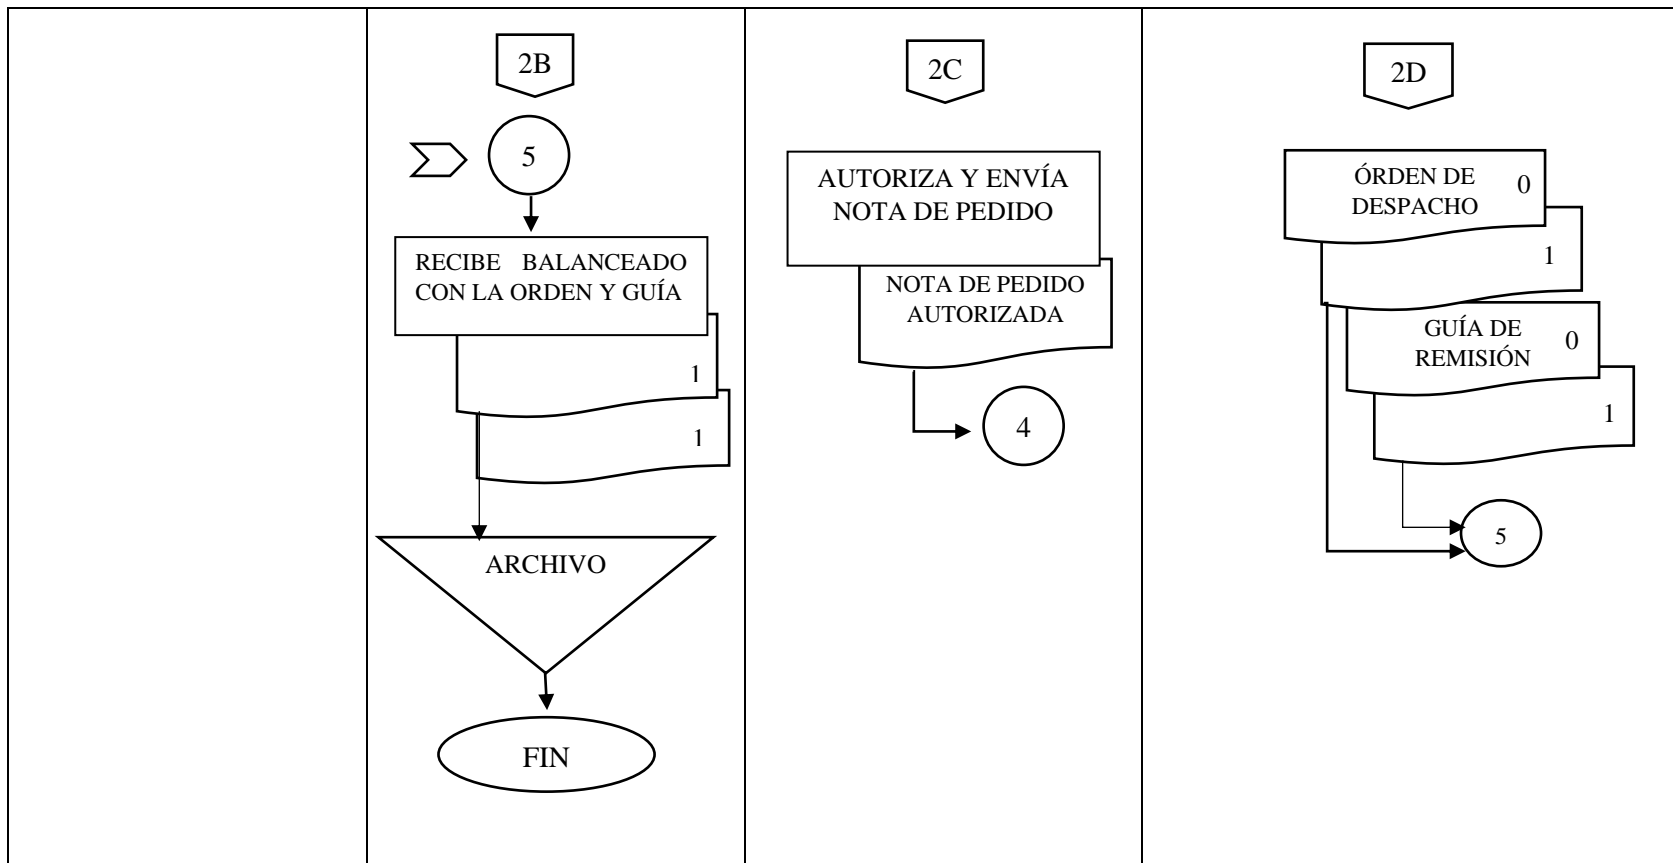 2B
5
RECIBE BALANCEADO
CON LA ORDEN Y GUÍA
1
1
ARCHIVO
FIN
2C
AUTORIZA Y ENVÍA
NOTA DE PEDIDO
NOTA DE PEDIDO
AUTORIZADA
4
2D
ÓRDEN DE
DESPACHO 0
1
GUÍA DE
REMISIÓN 0
1
5